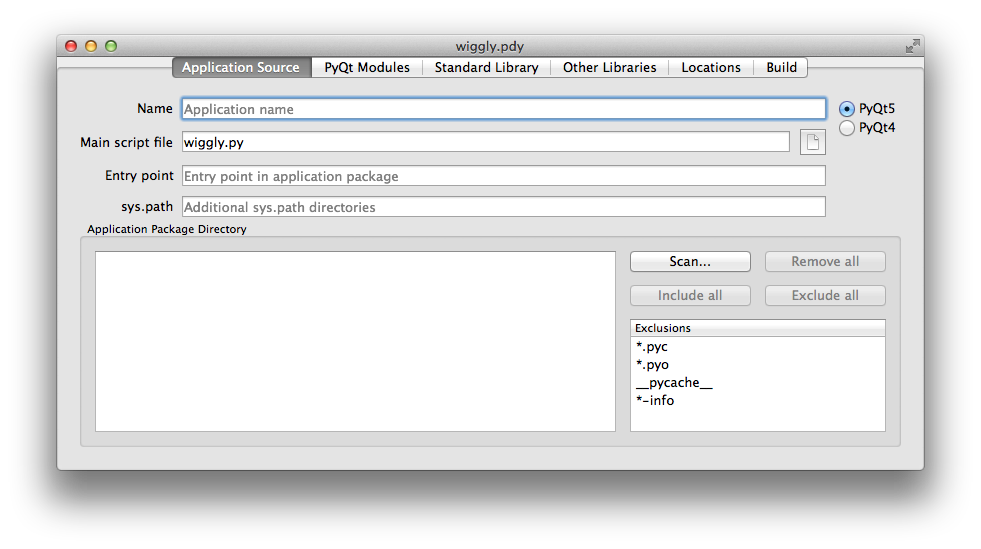 wiggly.pdy
Application Source PyQt Modules Standard Library Other Libraries Locations Build
Name Application name PyQt5
PyQt4
Main script file wiggly.py
Entry point Entry point in application package
sys.path Additional sys.path directories
Application Package Directory
Scan... Remove all
Include all Exclude all
Exclusions
*.pyc
*.pyo
__pycache__
*-info